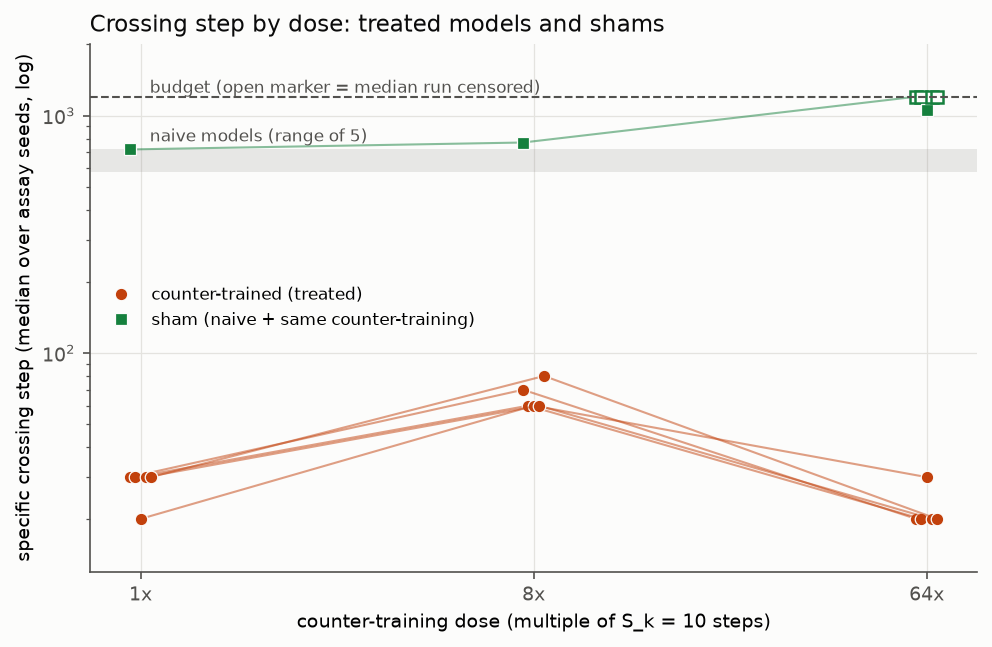 Crossing step by dose: treated models and shams
specific crossing step (median over assay seeds, log)
budget (open marker = median run censored)
10³
naive models (range of 5)
counter-trained (treated)
sham (naive + same counter-training)
10²
1x
8x
64x
counter-training dose (multiple of S_k = 10 steps)